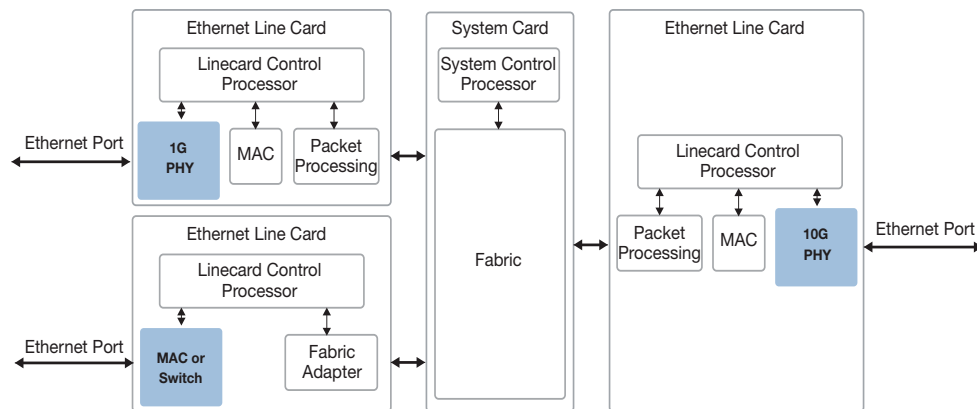 Ethernet Line Card
Linecard Control
Processor
Ethernet Port
1G
PHY
MAC
Packet
Processing
Ethernet Line Card
Linecard Control
Processor
Ethernet Port
MAC or
Switch
Fabric
Adapter
System Card
System Control
Processor
Fabric
Ethernet Line Card
Linecard Control
Processor
Packet
Processing
MAC
10G
PHY
Ethernet Port